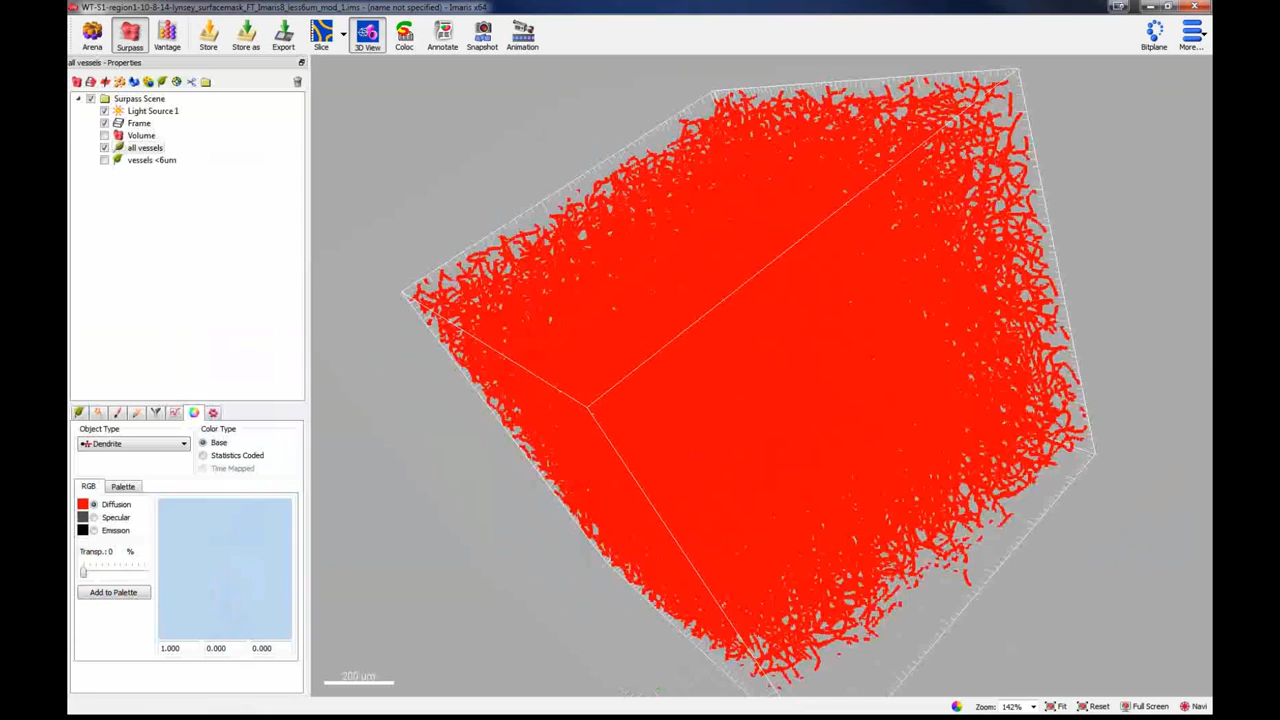 WT-S1-region1-10-8-14-lynsey_surfacemask_FT_Imaris8_less6um_mod_1.ims - (name not specified) - Imaris x64
Arena Surpass Vantage Store Store as Export Slice 3D View Coloc Annotate Snapshot Animation Bitplane More...
all vessels - Properties
Surpass Scene
Light Source 1
Frame
Volume
all vessels
vessels <6um
Object Type Color Type
Dendrite Base
Statistics Coded
Time Mapped
RGB Palette
Diffusion
Specular
Emission
Transp.: 0 %
Add to Palette
1.000 0.000 0.000
200 um
Zoom: 142% Fit Reset Full Screen Navi